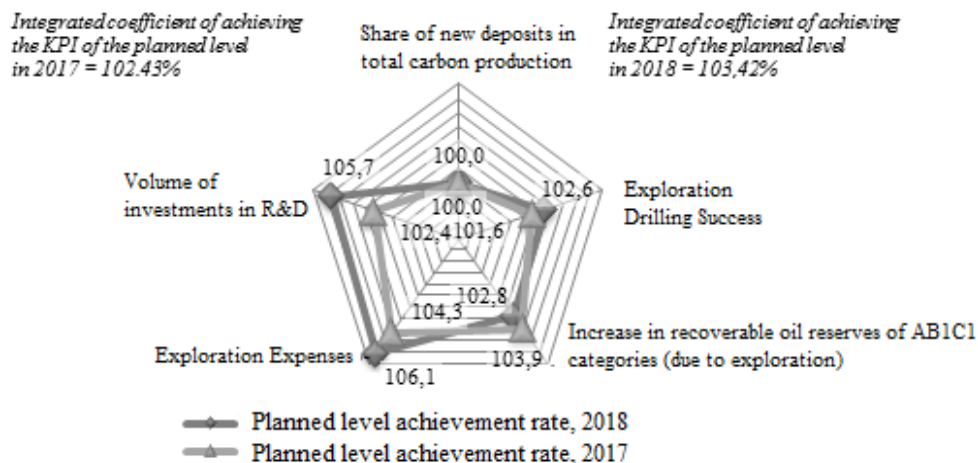 Integrated coefficient of achieving
the KPI of the planned level
in 2017 = 102.43%
Share of new deposits in
total carbon production
Integrated coefficient of achieving
the KPI of the planned level
in 2018 = 103,42%
100,0
105,7
102,6
Volume of
investments in R&D
Exploration
Drilling Success
100,0
102,4
101,6
102,8
104,3
Increase in recoverable oil reserves of AB1C1
categories (due to exploration)
Exploration Expenses
103,9
106,1
Planned level achievement rate, 2018
Planned level achievement rate, 2017